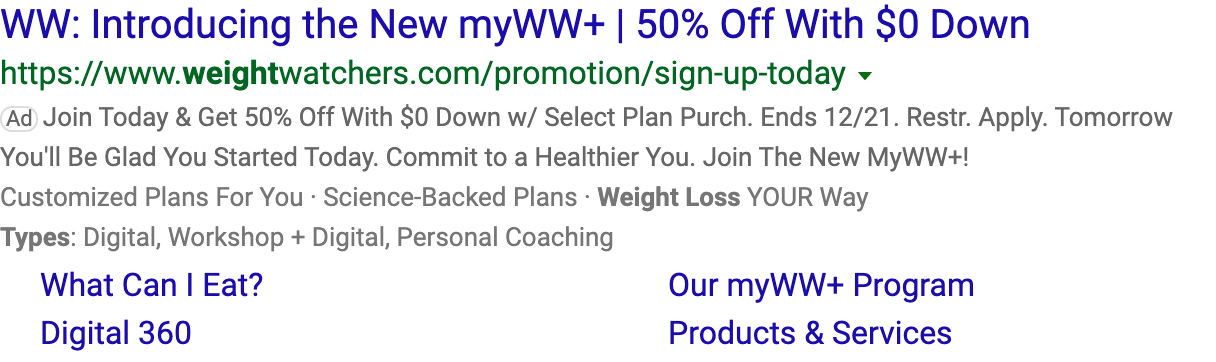 WW: Introducing the New myWW+ | 50% Off With $0 Down
https://www.weightwatchers.com/promotion/sign-up-today
Ad Join Today & Get 50% Off With $0 Down w/ Select Plan Purch. Ends 12/21. Restr. Apply. Tomorrow
You'll Be Glad You Started Today. Commit to a Healthier You. Join The New MyWW+!
Customized Plans For You · Science-Backed Plans · Weight Loss YOUR Way
Types: Digital, Workshop + Digital, Personal Coaching
What Can I Eat? Our myWW+ Program
Digital 360 Products & Services